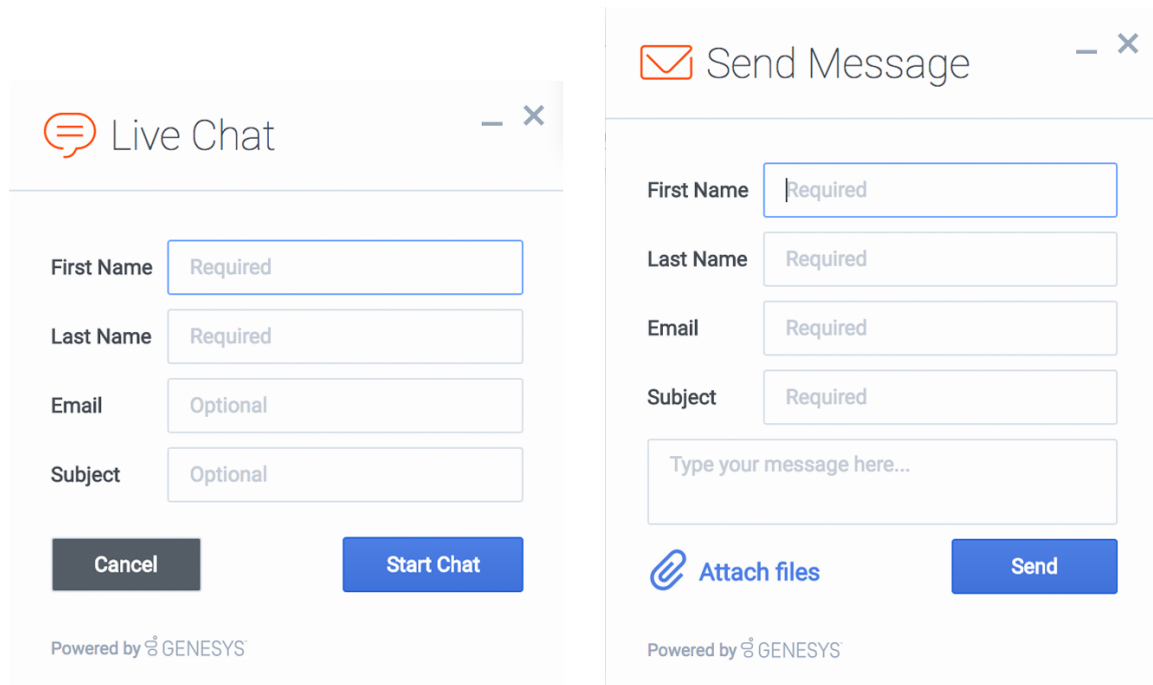 Live Chat
First Name Required
Last Name Required
Email Optional
Subject Optional
Cancel Start Chat
Powered by GENESYS
Send Message
First Name Required
Last Name Required
Email Required
Subject Required
Type your message here...
Attach files Send
Powered by GENESYS